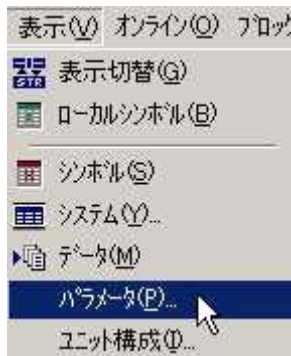 表示(V) オンライン(O) ブロック
表示切替(G)
ローカルシンボル(B)
シンボル(S)
システム(Y)...
データ(M)
パラメータ(P)...
ユニット構成(I)...